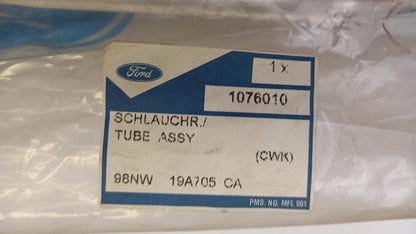 Ford
1 x
1076010
SCHLAUCHR./
TUBE ASSY
(CWK)
98NW 19A705 CA
PMS. NO. MFL 001